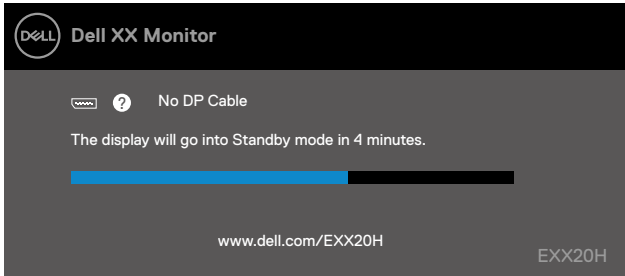 DELL Dell XX Monitor
? No DP Cable
The display will go into Standby mode in 4 minutes.
www.dell.com/EXX20H
EXX20H